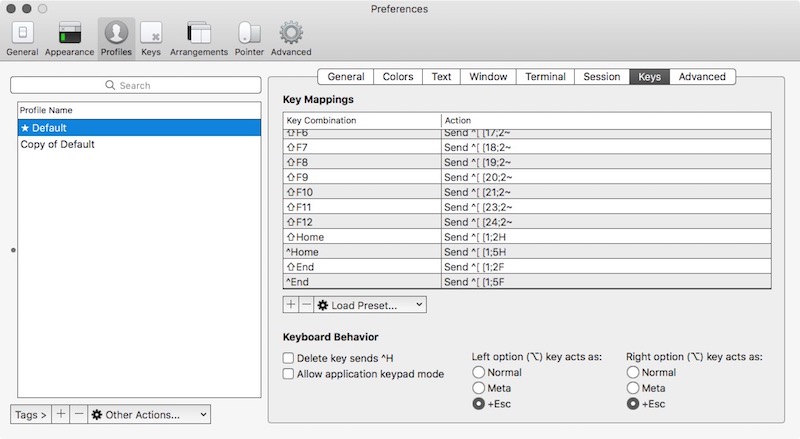 Preferences
General Appearance Profiles Keys Arrangements Pointer Advanced
Search
Profile Name
★ Default
Copy of Default
Tags > + − Other Actions...
General Colors Text Window Terminal Session Keys Advanced
Key Mappings
Key Combination Action
⇧F6 Send ^[ [17;2~
⇧F7 Send ^[ [18;2~
⇧F8 Send ^[ [19;2~
⇧F9 Send ^[ [20;2~
⇧F10 Send ^[ [21;2~
⇧F11 Send ^[ [23;2~
⇧F12 Send ^[ [24;2~
⇧Home Send ^[ [1;2H
^Home Send ^[ [1;5H
⇧End Send ^[ [1;2F
^End Send ^[ [1;5F
+ − Load Preset...
Keyboard Behavior
Delete key sends ^H
Allow application keypad mode
Left option (⌥) key acts as:
Normal
Meta
+Esc
Right option (⌥) key acts as:
Normal
Meta
+Esc